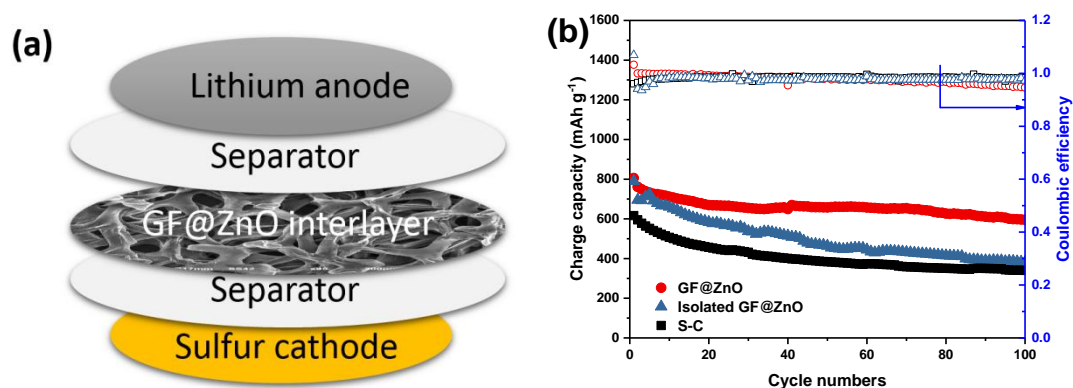 (a)
Lithium anode
Separator
GF@ZnO interlayer
Separator
Sulfur cathode
(b)
Charge capacity (mAh g⁻¹)
1600
1400
1200
1000
800
600
400
200
0
GF@ZnO
Isolated GF@ZnO
S-C
0
20
40
60
80
100
Cycle numbers
1.2
1.0
0.8
0.6
0.4
0.2
0.0
Coulombic efficiency